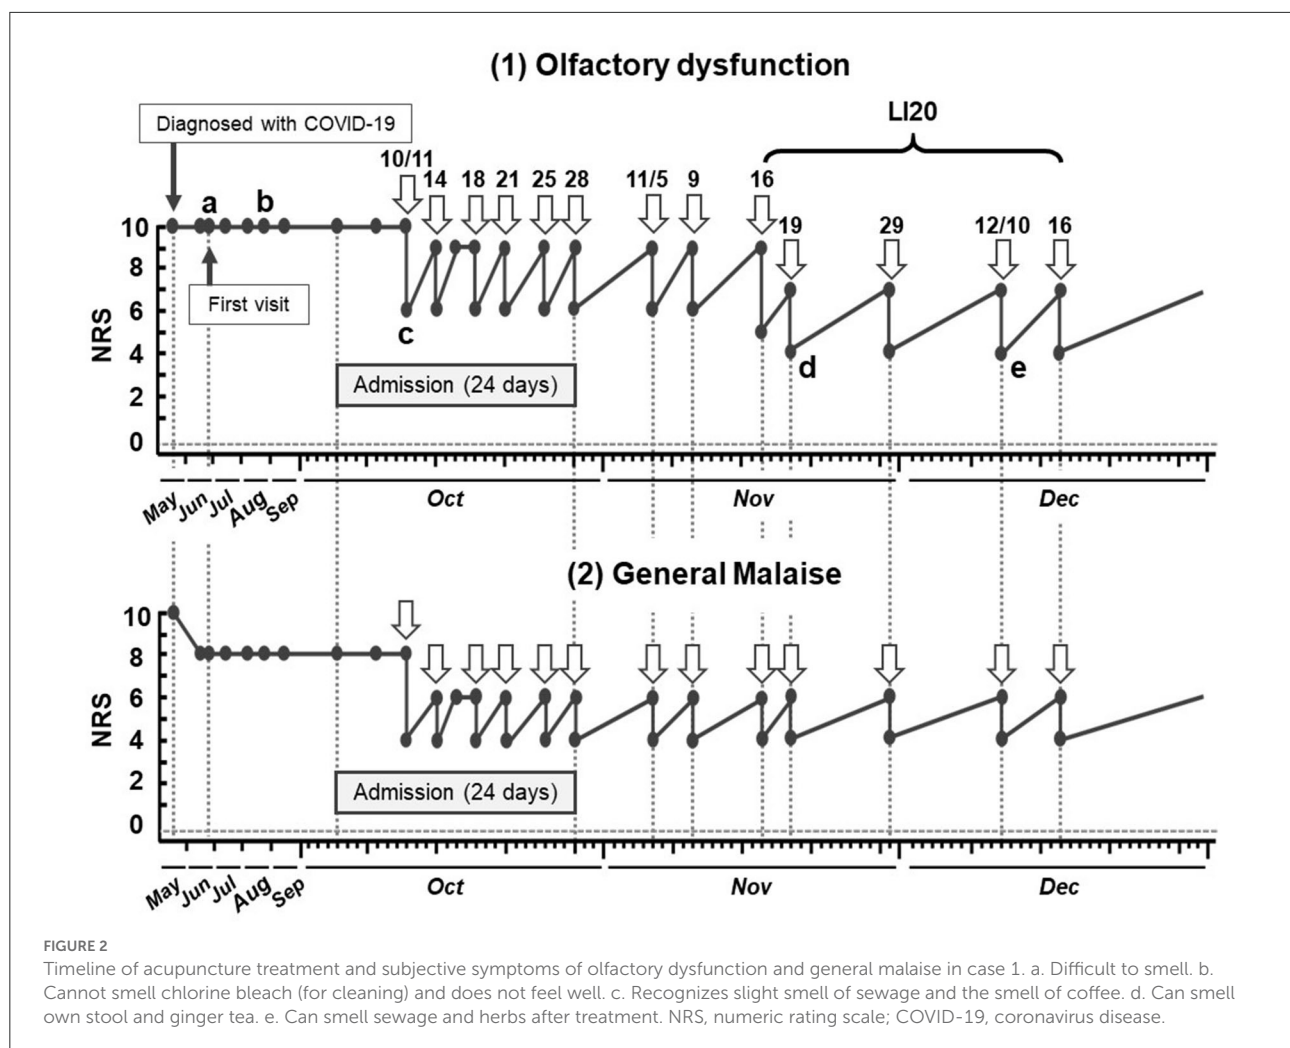 (1) Olfactory dysfunction
Diagnosed with COVID-19
LI20
10/11
14 18 21 25 28 11/5 9 16
a b
19 29 12/10 16
First visit
c
d
e
NRS
10
8
6
4
2
0
Admission (24 days)
May Jun Jul Aug Sep Oct Nov Dec
(2) General Malaise
NRS
10
8
6
4
2
0
Admission (24 days)
May Jun Jul Aug Sep Oct Nov Dec
FIGURE 2
Timeline of acupuncture treatment and subjective symptoms of olfactory dysfunction and general malaise in case 1. a. Difficult to smell. b.
Cannot smell chlorine bleach (for cleaning) and does not feel well. c. Recognizes slight smell of sewage and the smell of coffee. d. Can smell
own stool and ginger tea. e. Can smell sewage and herbs after treatment. NRS, numeric rating scale; COVID-19, coronavirus disease.